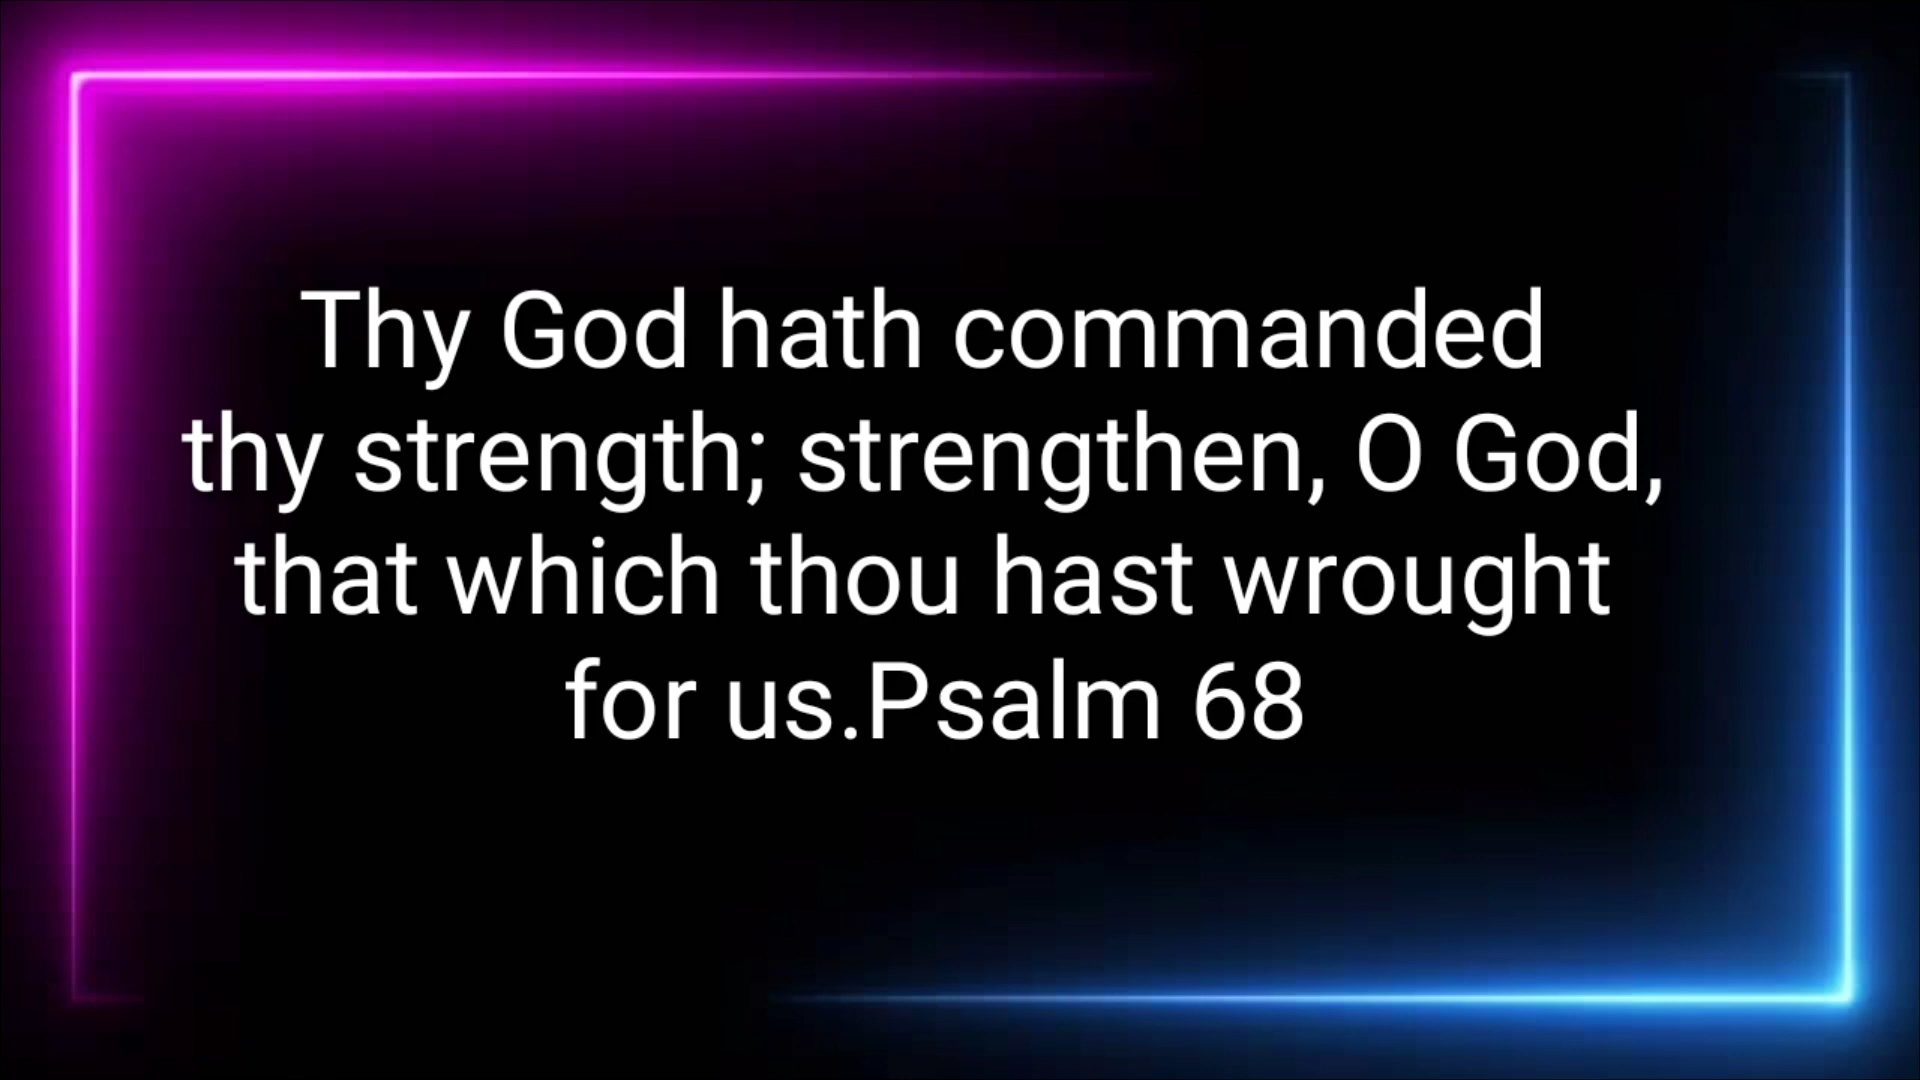 Thy God hath commanded
thy strength; strengthen, O God,
that which thou hast wrought
for us.Psalm 68